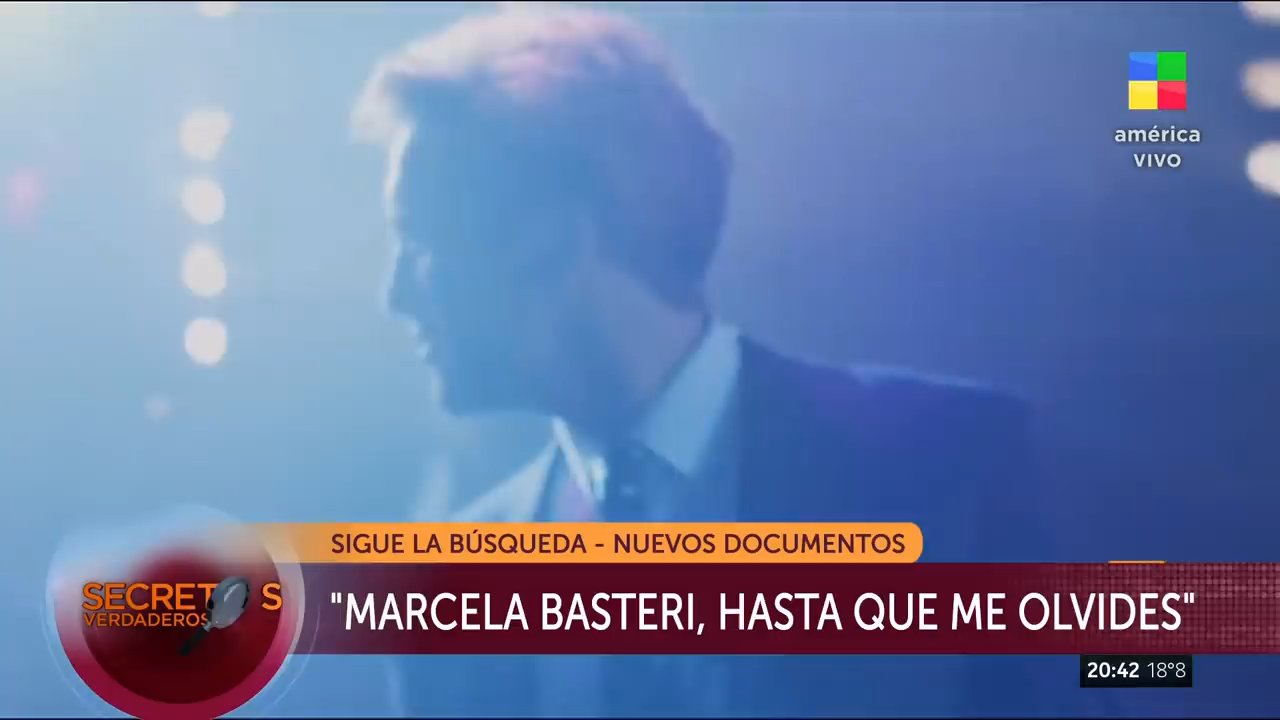 américa
VIVO
SIGUE LA BÚSQUEDA - NUEVOS DOCUMENTOS
SECRETOS
VERDADEROS
"MARCELA BASTERI, HASTA QUE ME OLVIDES"
20:42 18°8